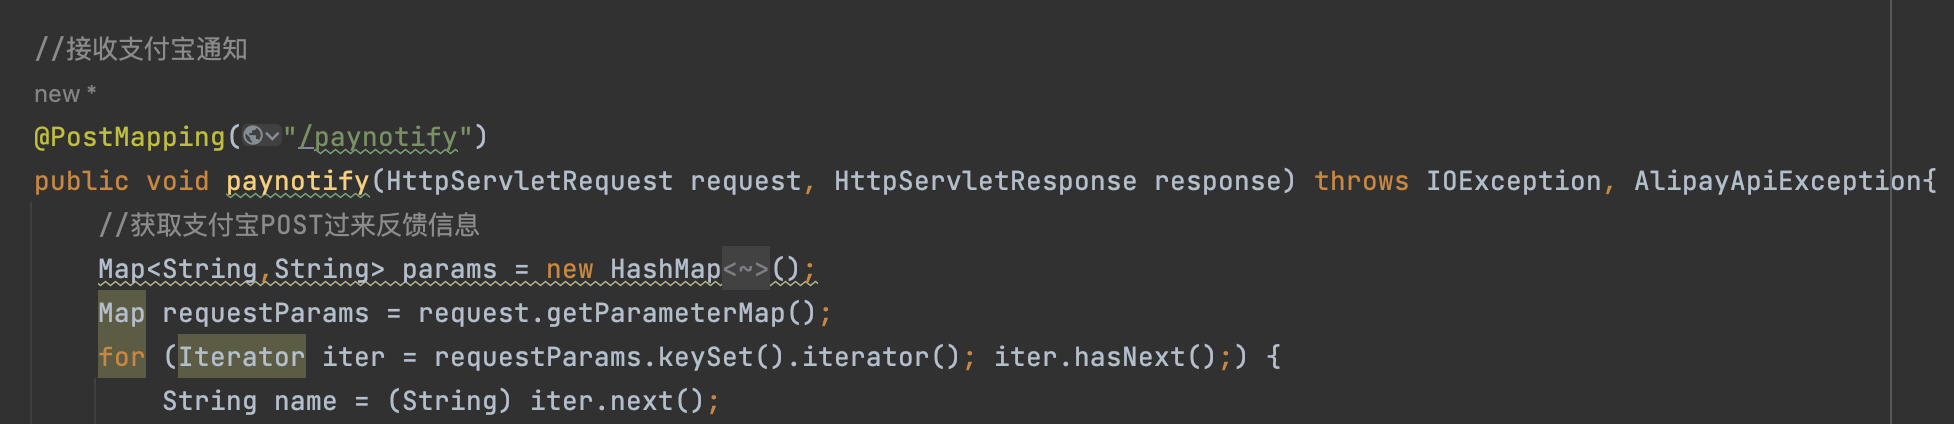 //接收支付宝通知
new *
@PostMapping("/paynotify")
public void paynotify(HttpServletRequest request, HttpServletResponse response) throws IOException, AlipayApiException{
//获取支付宝POST过来反馈信息
Map<String,String> params = new HashMap<~>();
Map requestParams = request.getParameterMap();
for (Iterator iter = requestParams.keySet().iterator(); iter.hasNext();) {
String name = (String) iter.next();